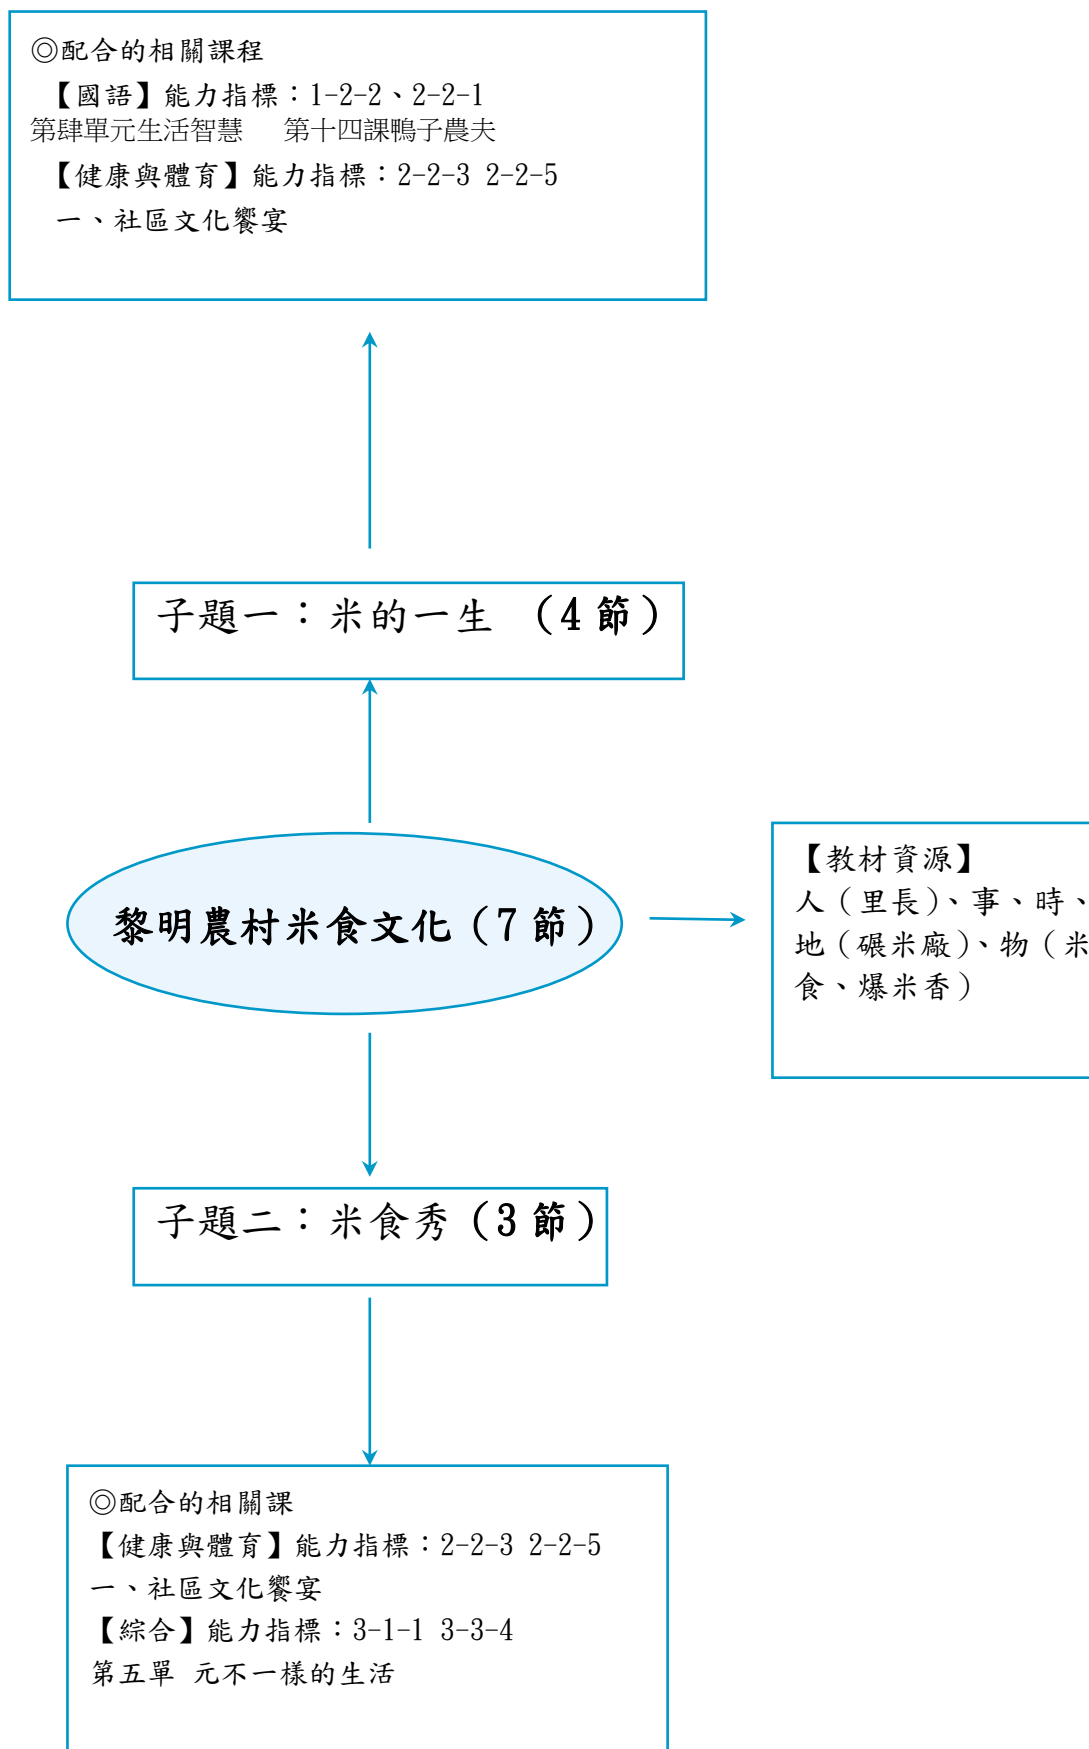 ◎配合的相關課程
【國語】能力指標：1-2-2、2-2-1
第肆單元生活智慧 第十四課鴨子農夫
【健康與體育】能力指標：2-2-3 2-2-5
一、社區文化饗宴
子題一：米的一生 （4 節）
黎明農村米食文化（7 節）
【教材資源】
人（里長）、事、時、
地（碾米廠）、物（米
食、爆米香）
子題二：米食秀（3 節）
◎配合的相關課
【健康與體育】能力指標：2-2-3 2-2-5
一、社區文化饗宴
【綜合】能力指標：3-1-1 3-3-4
第五單 元不一樣的生活